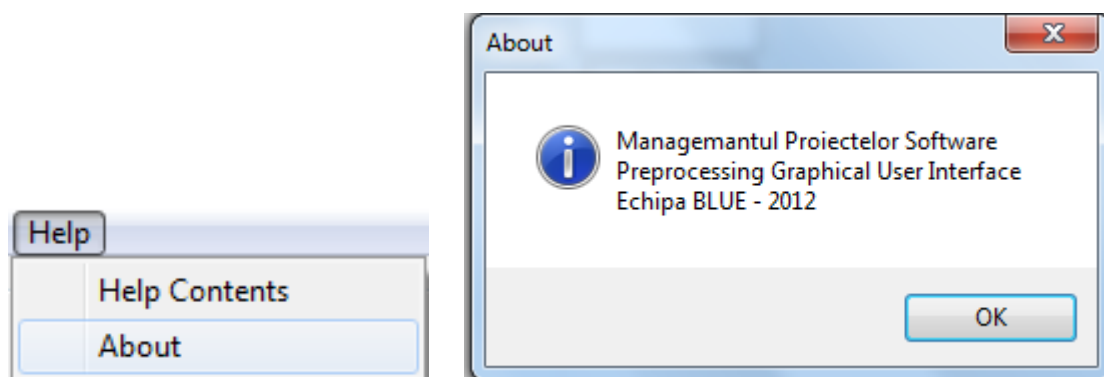 Help
Help Contents
About
About
Managemantul Proiectelor Software
Preprocessing Graphical User Interface
Echipa BLUE - 2012
OK